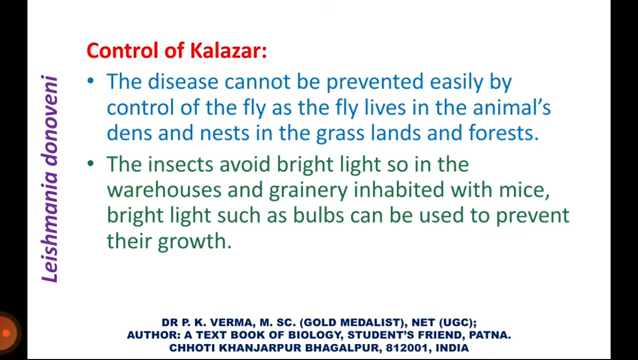 Control of Kalazar:
• The disease cannot be prevented easily by
control of the fly as the fly lives in the animal's
dens and nests in the grass lands and forests.
• The insects avoid bright light so in the
warehouses and grainery inhabited with mice,
bright light such as bulbs can be used to prevent
their growth.
Leishmania donoveni
DR P. K. VERMA, M. SC. (GOLD MEDALIST), NET (UGC);
AUTHOR: A TEXT BOOK OF BIOLOGY, STUDENT'S FRIEND, PATNA.
CHHOTI KHANJARPUR BHAGALPUR, 812001, INDIA